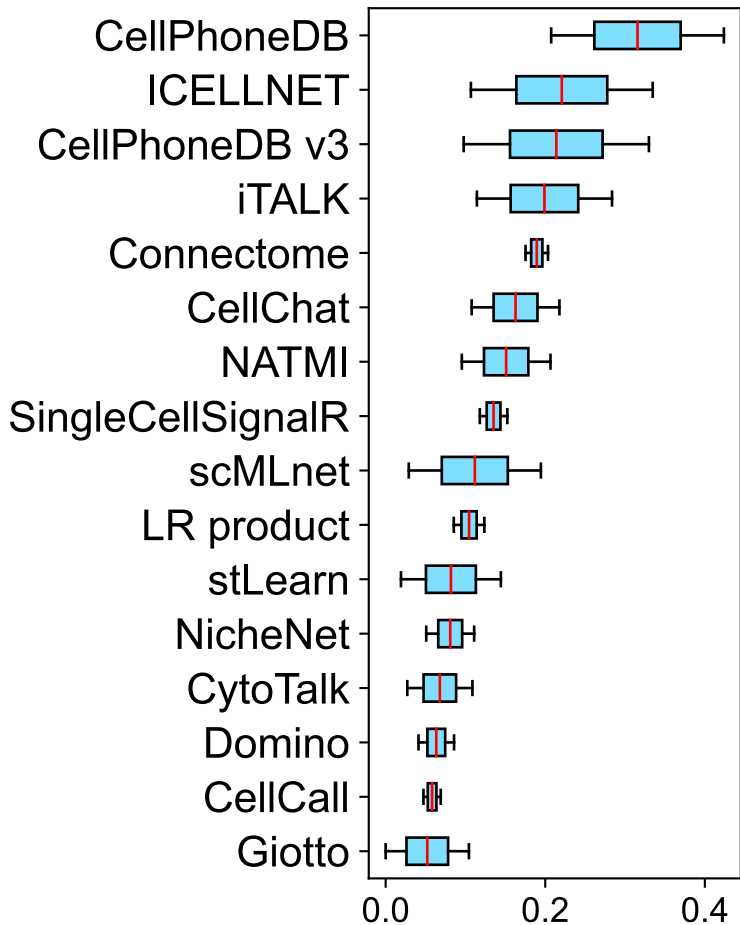 CellPhoneDB
ICELLNET
CellPhoneDB v3
iTALK
Connectome
CellChat
NATMI
SingleCellSignalR
scMLnet
LR product
stLearn
NicheNet
CytoTalk
Domino
CellCall
Giotto
0.0 0.2 0.4